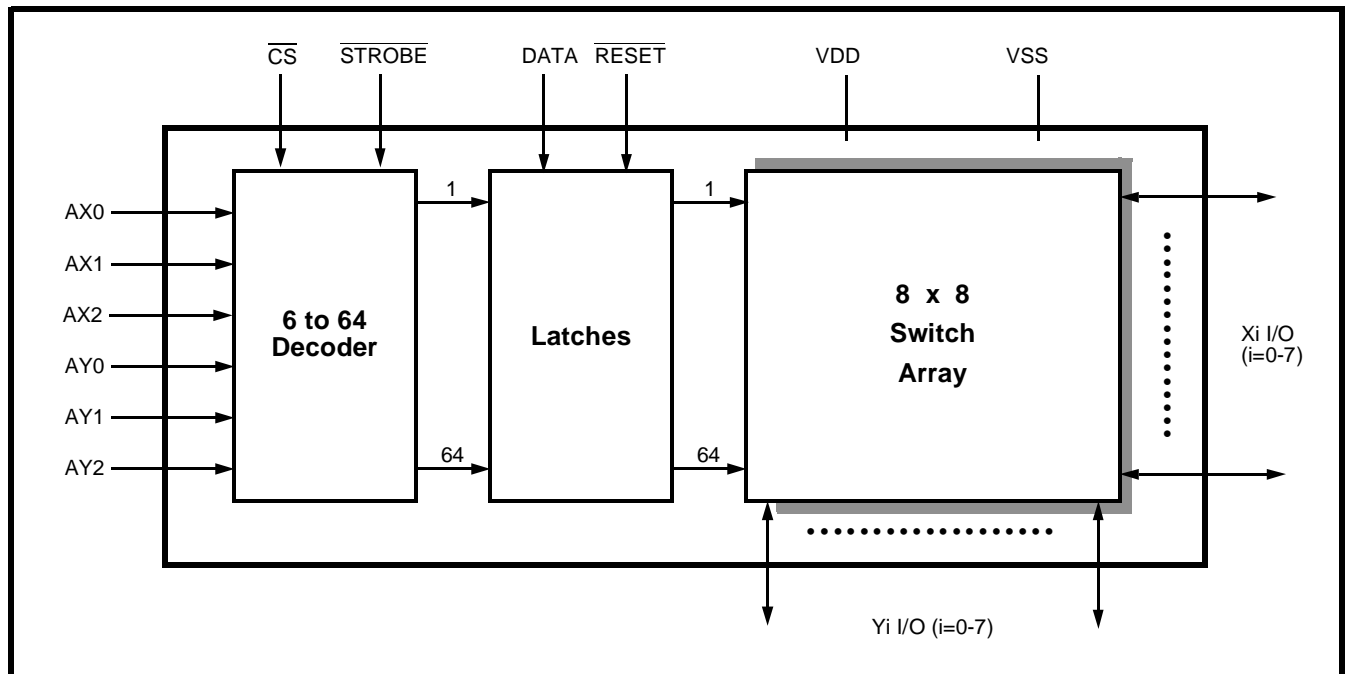 CS STROBE DATA RESET VDD VSS
AX0
AX1
AX2
AY0
AY1
AY2
6 to 64
Decoder
1
64
Latches
1
64
8 x 8
Switch
Array
Xi I/O
(i=0-7)
Yi I/O (i=0-7)